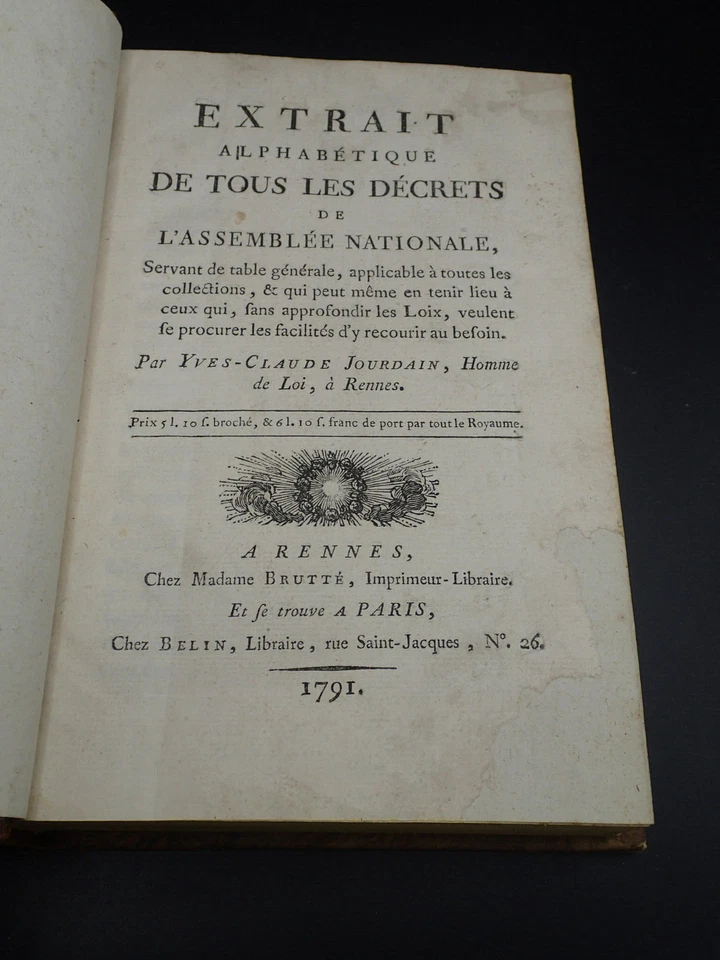 EXTRAIT
ALPHABÉTIQUE
DE TOUS LES DÉCRETS
DE
L'ASSEMBLÉE NATIONALE,
Servant de table générale, applicable à toutes les
collections, & qui peut même en tenir lieu à
ceux qui, ſans approfondir les Loix, veulent
ſe procurer les facilités d'y recourir au beſoin.
Par YVES-CLAUDE JOURDAIN, Homme
de Loi, à Rennes.
Prix 5 l. 10 ſ. broché, & 6 l. 10 ſ. franc de port par tout le Royaume.
A RENNES,
Chez Madame BRUTTÉ, Imprimeur-Libraire.
Et ſe trouve A PARIS,
Chez BELIN, Libraire, rue Saint-Jacques, Nº. 26.
1791.